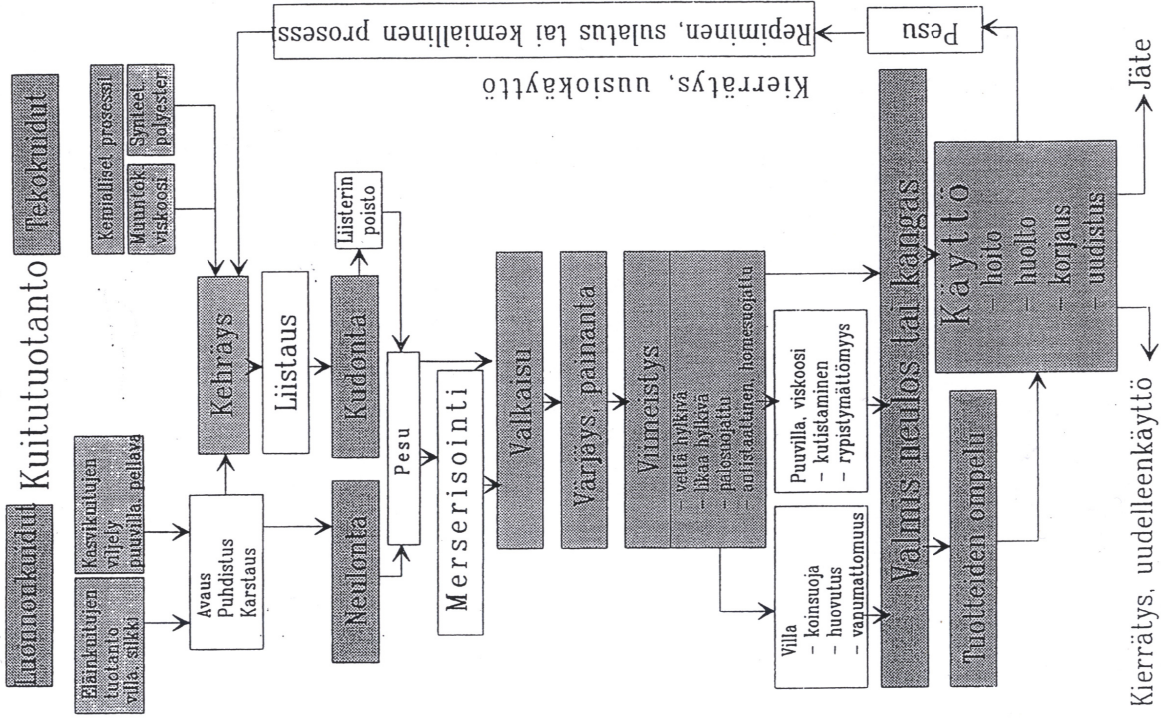 Kuitutuotanto
Luonnonkuidut
Tekokuidut
Eläinkuitujen
tuotanto
villa, silkki
Kasvikuitujen
viljely
puuvilla, pellava
Kemialliset prosessit
Muuntok.
viskoosi
Synteet.
polyester
Avaus
Puhdistus
Karstaus
Kehräys
Liistaus
Neulonta
Kudonta
Liisterin
poisto
Pesu
Merserisointi
Valkaisu
Värjäys, painanta
Viimeistys
- vettä hylkivä
- likaa hylkivä
- palosuojattu
- antistaattinen, homesuojattu
Villa
- koinsuoja
- huovutus
- vanumattomuus
Puuvilla, viskoosi
- kutistaminen
- rypistymättömyys
Valmis neulos tai kangas
Tuotteiden ompelu
Käyttö
- hoito
- huolto
- korjaus
- uudistus
Kierrätys, uudelleenkäyttö
Jäte
Pesu
Repiminen, sulatus tai kemiallinen prosessi
Kierrätys, uusiokäyttö